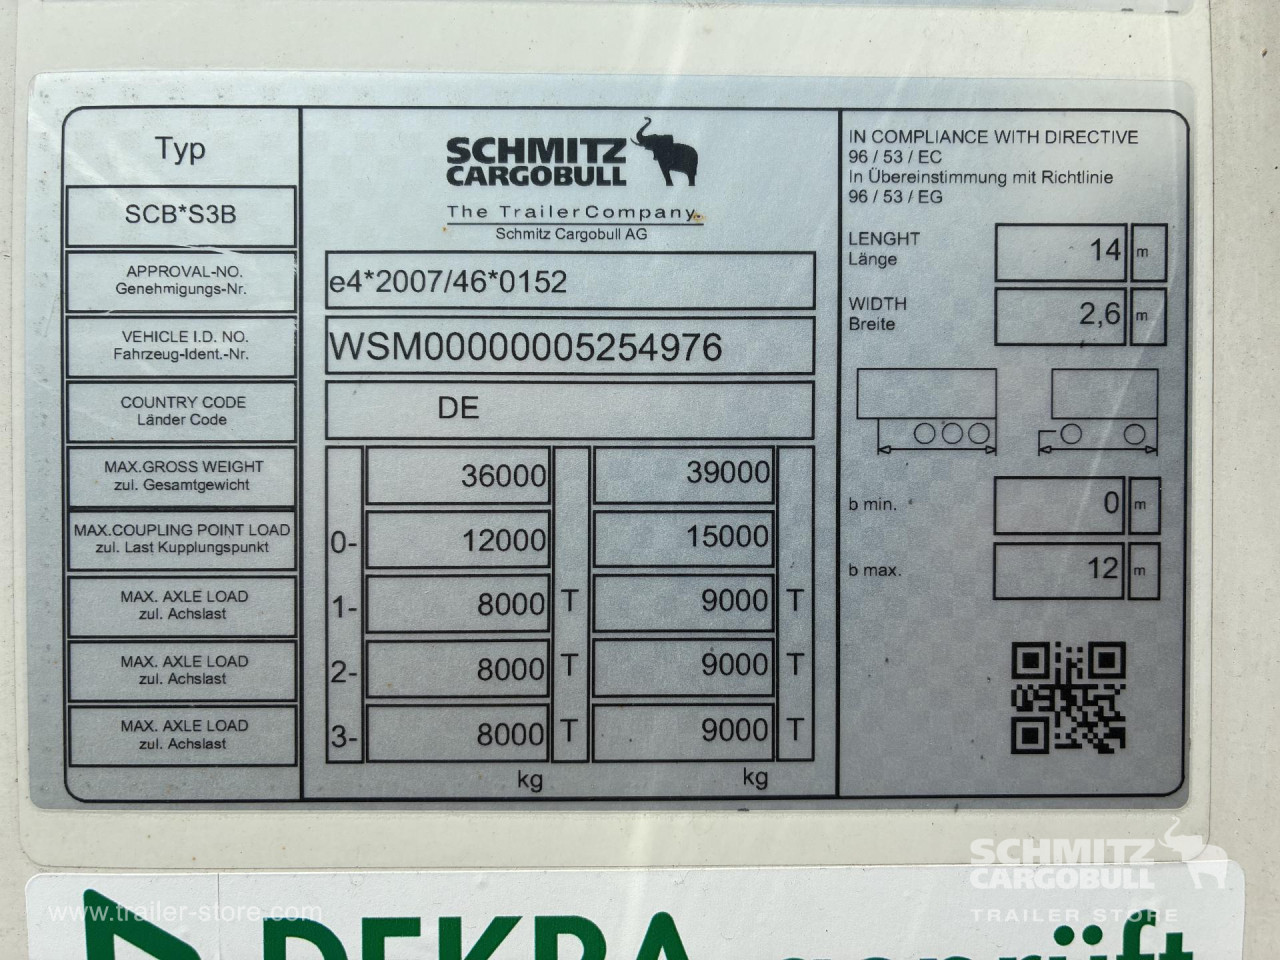 Typ
SCB*S3B
SCHMITZ
CARGOBULL
The TrailerCompany.
Schmitz Cargobull AG
APPROVAL-NO.
Genehmigungs-Nr.
e4*2007/46*0152
VEHICLE I.D. NO.
Fahrzeug-Ident.-Nr.
WSM00000005254976
COUNTRY CODE
Länder Code
DE
MAX.GROSS WEIGHT
zul. Gesamtgewicht
36000 39000
MAX.COUPLING POINT LOAD
zul. Last Kupplungspunkt
0- 12000 15000
MAX. AXLE LOAD
zul. Achslast
1- 8000 T 9000 T
MAX. AXLE LOAD
zul. Achslast
2- 8000 T 9000 T
MAX. AXLE LOAD
zul. Achslast
3- 8000 T 9000 T
kg kg
IN COMPLIANCE WITH DIRECTIVE
96 / 53 / EC
In Übereinstimmung mit Richtlinie
96 / 53 / EG
LENGHT
Länge
14 m
WIDTH
Breite
2,6 m
b min. 0 m
b max. 12 m
SCHMITZ
CARGOBULL
TRAILER STORE
www.trailer-store.com
DEKRA geprüft